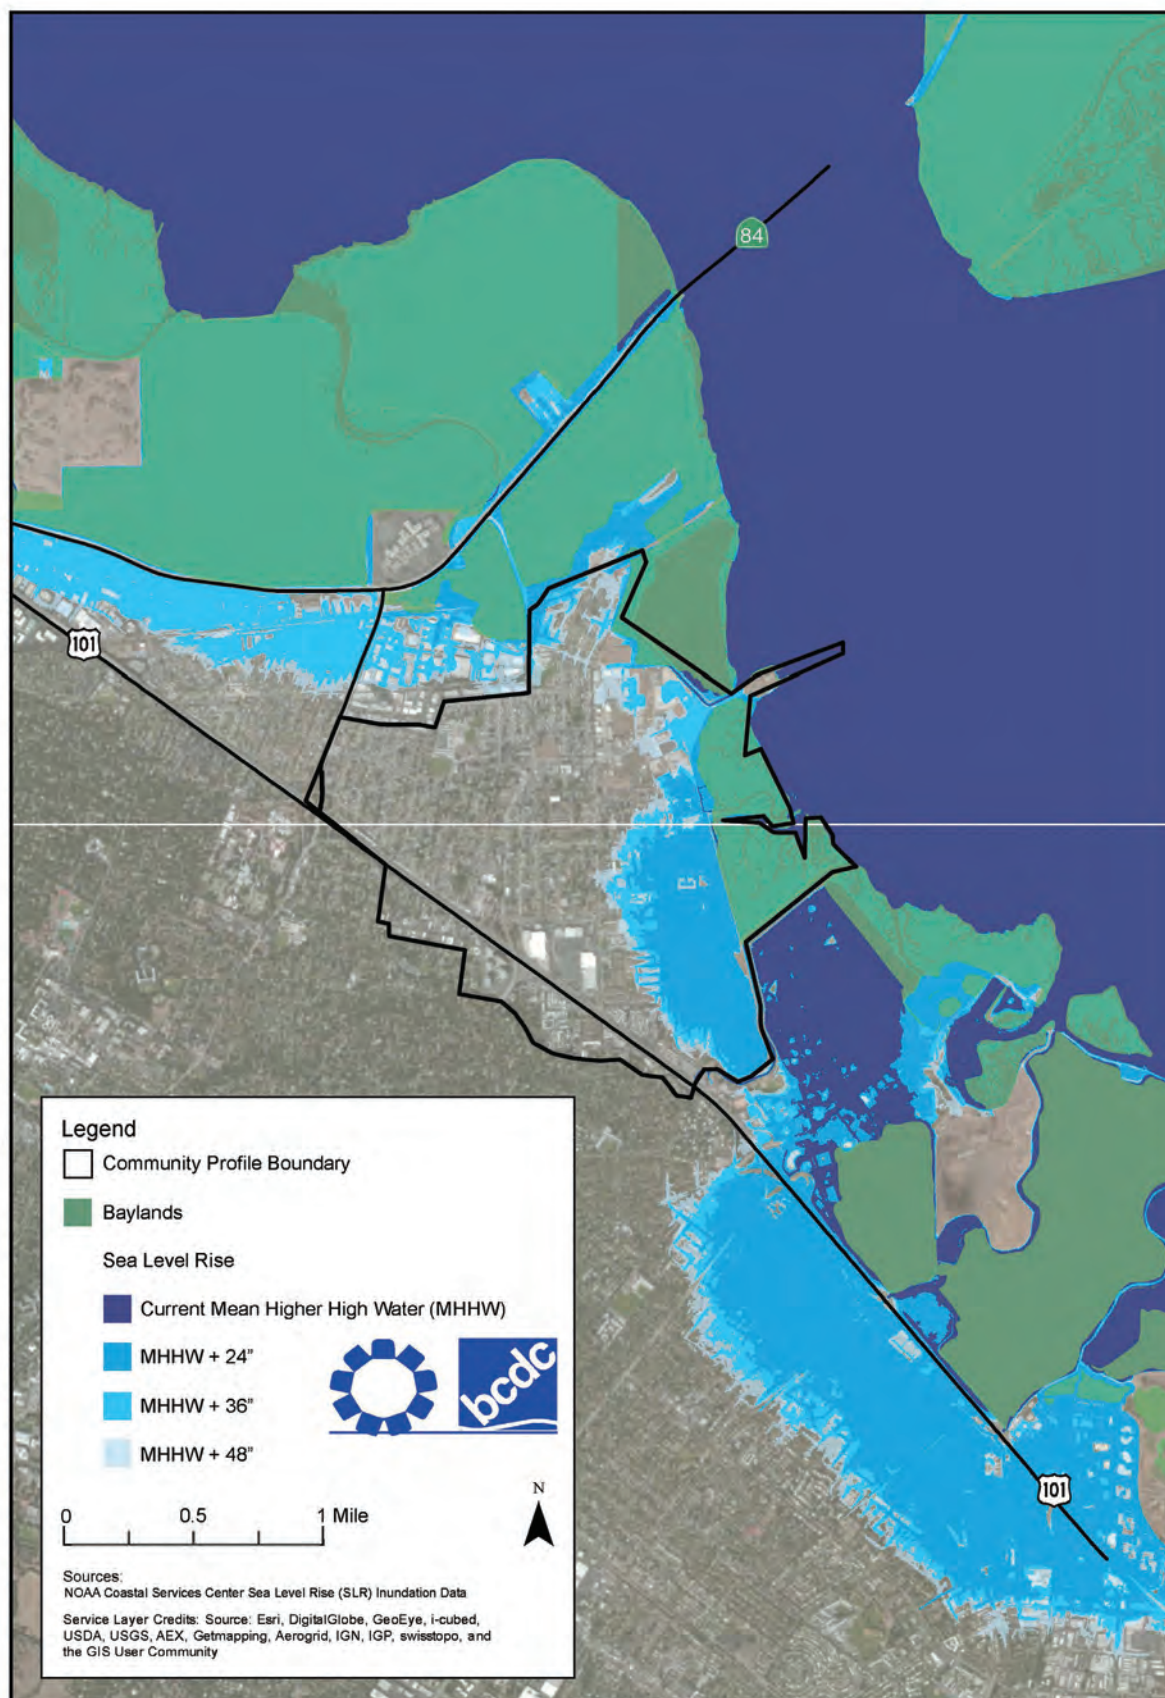 84
101
Legend
Community Profile Boundary
Baylands
Sea Level Rise
Current Mean Higher High Water (MHHW)
MHHW + 24”
MHHW + 36”
MHHW + 48”
bcdc
N
0 0.5 1 Mile
101
Sources:
NOAA Coastal Services Center Sea Level Rise (SLR) Inundation Data
Service Layer Credits: Source: Esri, DigitalGlobe, GeoEye, i-cubed,
USDA, USGS, AEX, Getmapping, Aerogrid, IGN, IGP, swisstopo, and
the GIS User Community